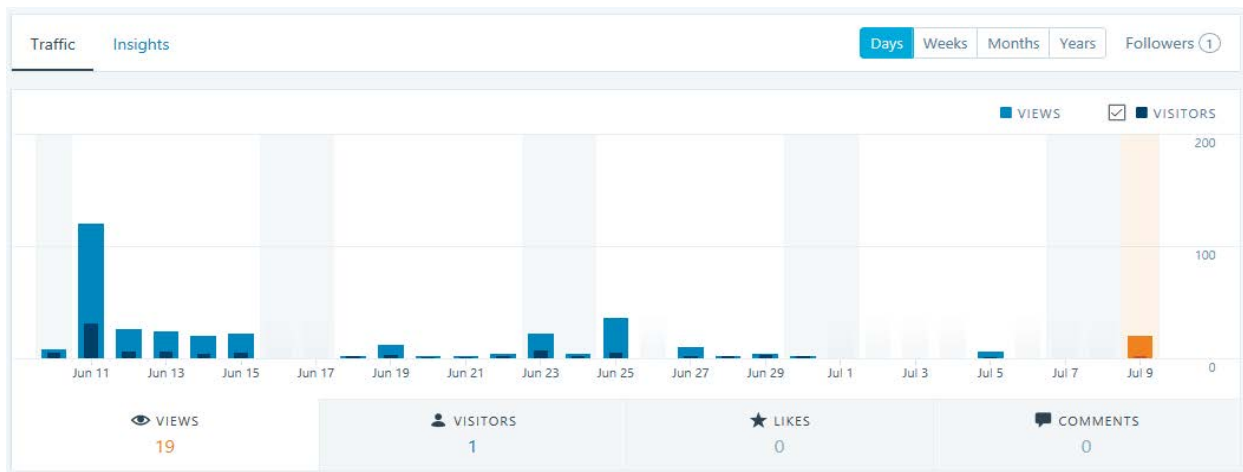 Traffic Insights Days Weeks Months Years Followers 1
VIEWS VISITORS
200
100
0
Jun 11 Jun 13 Jun 15 Jun 17 Jun 19 Jun 21 Jun 23 Jun 25 Jun 27 Jun 29 Jul 1 Jul 3 Jul 5 Jul 7 Jul 9
VIEWS VISITORS LIKES COMMENTS
19 1 0 0